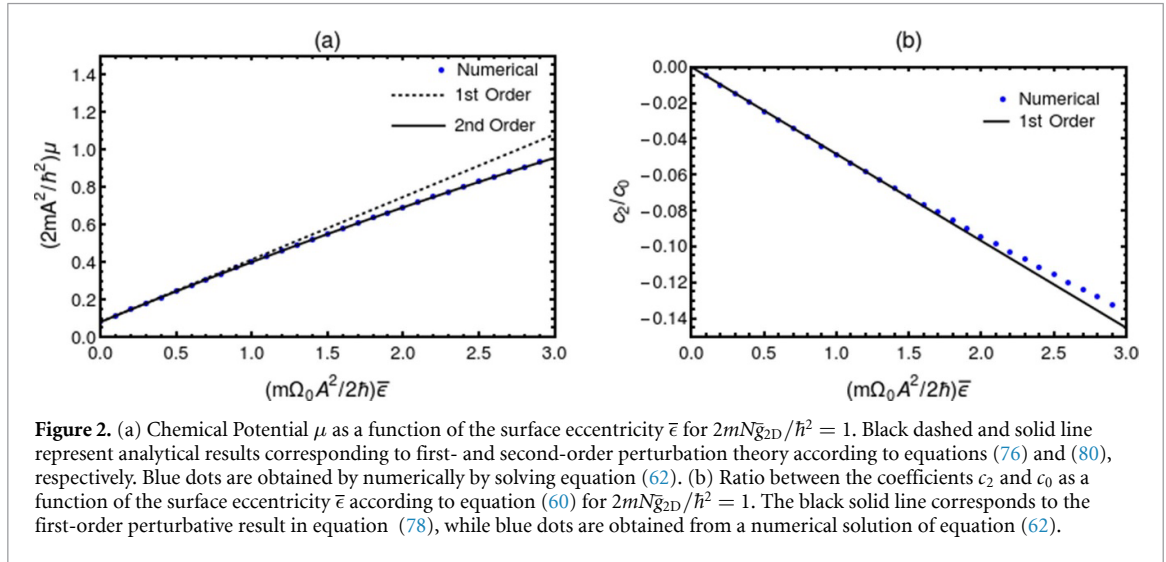 (a)
(2mA²/ħ²)μ
1.4
1.2
1.0
0.8
0.6
0.4
0.2
0.0
Numerical
1st Order
2nd Order
0.0 0.5 1.0 1.5 2.0 2.5 3.0
(mΩ₀A²/2ħ)ε̅
(b)
c₂/c₀
0.00
−0.02
−0.04
−0.06
−0.08
−0.10
−0.12
−0.14
Numerical
1st Order
0.0 0.5 1.0 1.5 2.0 2.5 3.0
(mΩ₀A²/2ħ)ε̅
Figure 2. (a) Chemical Potential μ as a function of the surface eccentricity ε̅ for 2mNg̅₂D/ħ² = 1. Black dashed and solid line
represent analytical results corresponding to first- and second-order perturbation theory according to equations (76) and (80),
respectively. Blue dots are obtained by numerically by solving equation (62). (b) Ratio between the coefficients c₂ and c₀ as a
function of the surface eccentricity ε̅ according to equation (60) for 2mNg̅₂D/ħ² = 1. The black solid line corresponds to the
first-order perturbative result in equation (78), while blue dots are obtained from a numerical solution of equation (62).